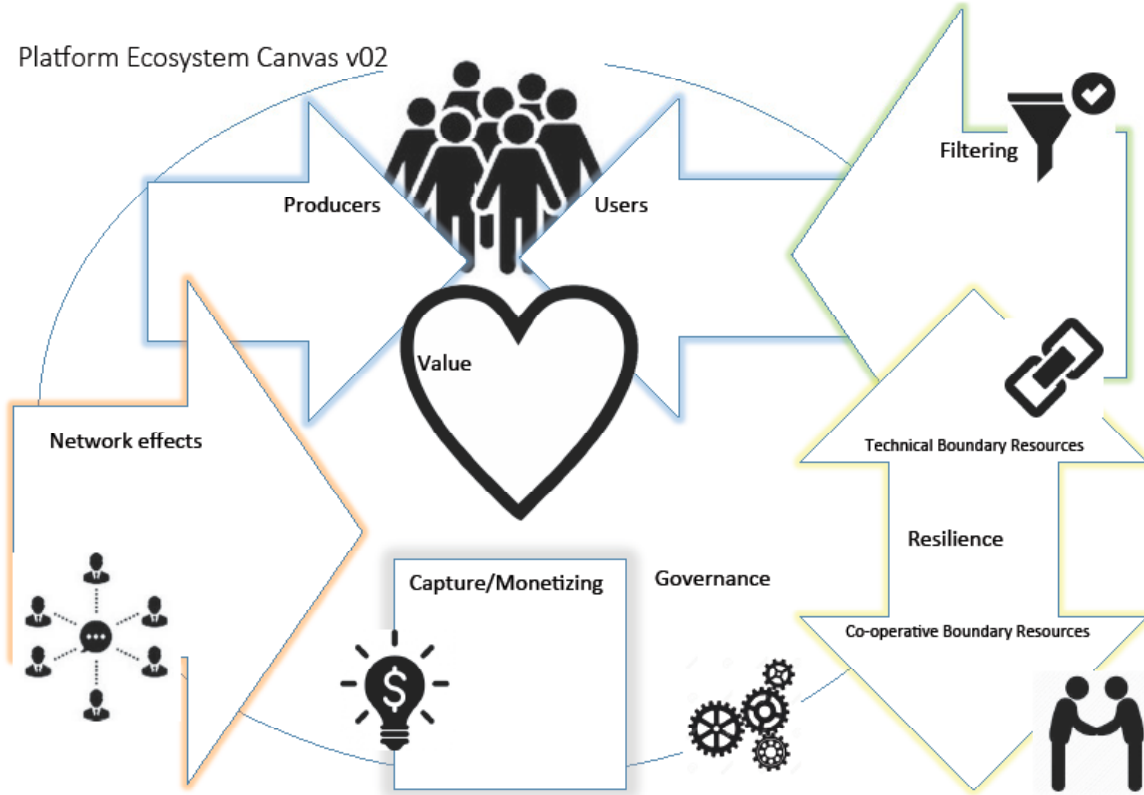 Platform Ecosystem Canvas v02
Filtering
Producers
Users
Value
Network effects
Technical Boundary Resources
Resilience
Capture/Monetizing
Governance
Co-operative Boundary Resources
$